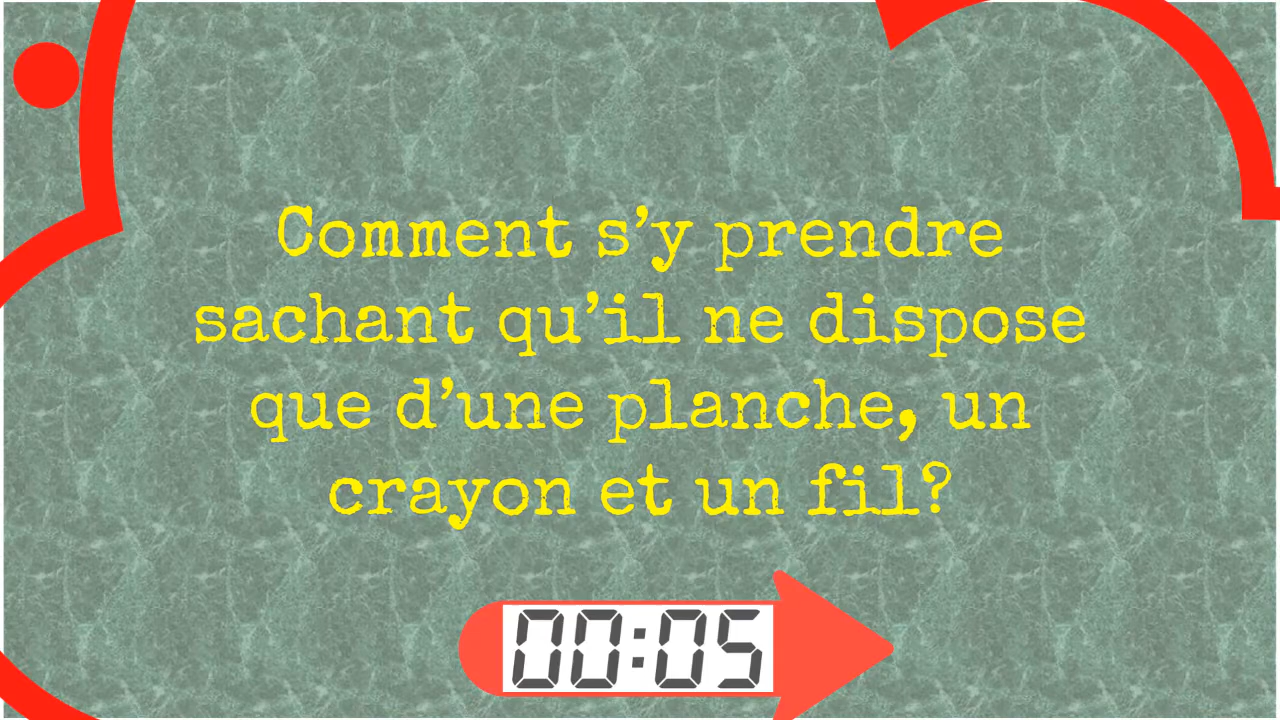 Comment s’y prendre
sachant qu’il ne dispose
que d’une planche, un
crayon et un fil?
00:05